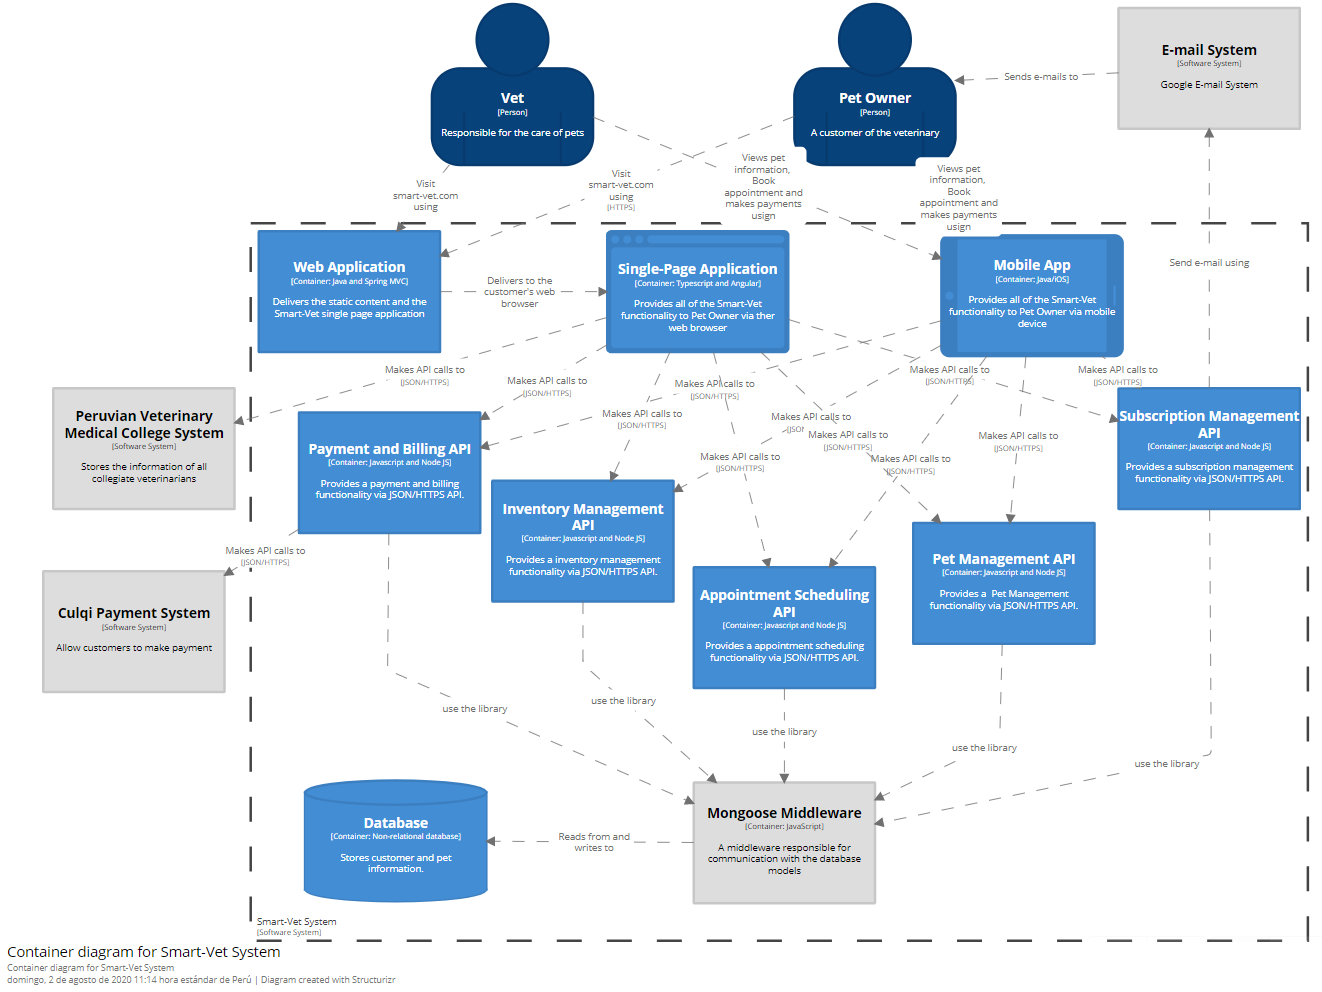 Vet
[Person]
Responsible for the care of pets
Pet Owner
[Person]
A customer of the veterinary
E-mail System
[Software System]
Google E-mail System
Sends e-mails to
Visit
smart-vet.com
using
Visit
smart-vet.com
using
[HTTPS]
Views pet
information,
Book
appointment and
makes payments
usign
Views pet
information,
Book
appointment and
makes payments
usign
Send e-mail using
Web Application
[Container: Java and Spring MVC]
Delivers the static content and the
Smart-Vet single page application
Delivers to the
customer's web
browser
Single-Page Application
[Container: Typescript and Angular]
Provides all of the Smart-Vet
functionality to Pet Owner via ther
web browser
Mobile App
[Container: Java/iOS]
Provides all of the Smart-Vet
functionality to Pet Owner via mobile
device
Makes API calls to
[JSON/HTTPS]
Makes API calls to
[JSON/HTTPS]
Makes API calls to
[JSON/HTTPS]
Makes API calls to
[JSON/HTTPS]
Makes API calls to
[JSON/HTTPS]
Makes API calls to
[JSON/HTTPS]
Makes API calls to
[JSON
Makes API calls to
[JSON/HTTPS]
Makes API calls to
[JSON/HTTPS]
Makes API calls to
[JSON/HTTPS]
Makes API calls to
[JSON/HTTPS]
Peruvian Veterinary
Medical College System
[Software System]
Stores the information of all
collegiate veterinarians
Payment and Billing API
[Container: Javascript and Node JS]
Provides a payment and billing
functionality via JSON/HTTPS API.
Subscription Management
API
[Container: Javascript and Node JS]
Provides a subscription management
functionality via JSON/HTTPS API.
Inventory Management
API
[Container: Javascript and Node JS]
Provides a inventory management
functionality via JSON/HTTPS API.
Pet Management API
[Container: Javascript and Node JS]
Provides a Pet Management
functionality via JSON/HTTPS API.
Appointment Scheduling
API
[Container: Javascript and Node JS]
Provides a appointment scheduling
functionality via JSON/HTTPS API.
Makes API calls to
[JSON/HTTPS]
Culqi Payment System
[Software System]
Allow customers to make payment
use the library
use the library
use the library
use the library
use the library
Database
[Container: Non-relational database]
Stores customer and pet
information.
Reads from and
writes to
Mongoose Middleware
[Container: JavaScript]
A middleware responsible for
communication with the database
models
Smart-Vet System
[Software System]
Container diagram for Smart-Vet System
Container diagram for Smart-Vet System
domingo, 2 de agosto de 2020 11:14 hora estándar de Perú | Diagram created with Structurizr